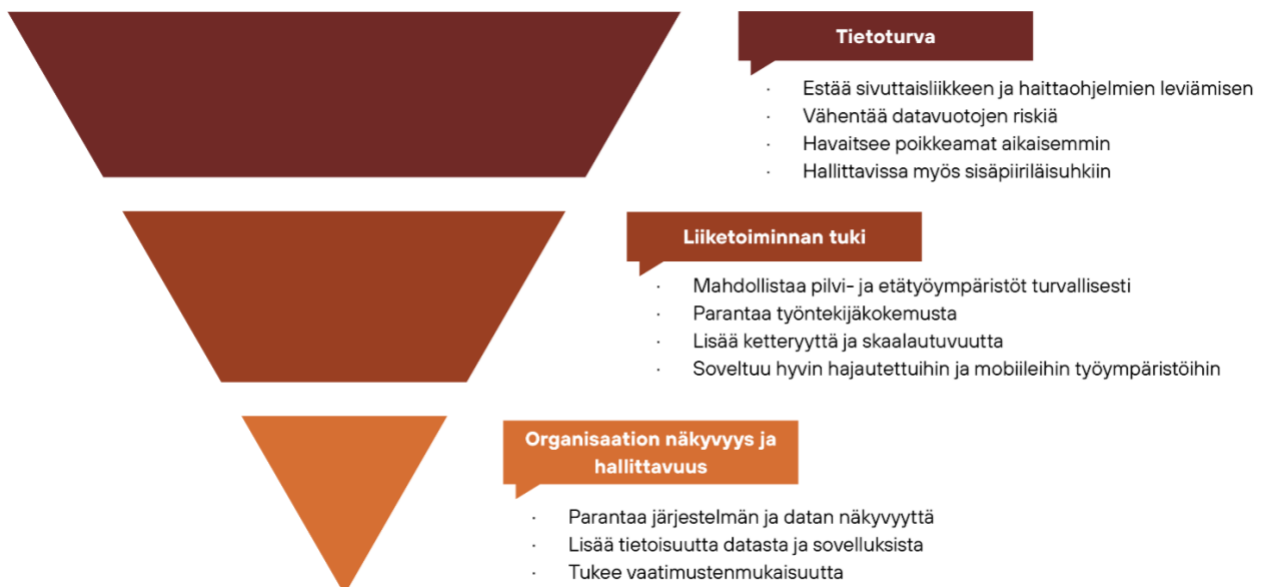 Tietoturva
· Estää sivuttaisliikkeen ja haittaohjelmien leviämisen
· Vähentää datavuotojen riskiä
· Havaitsee poikkeamat aikaisemmin
· Hallittavissa myös sisäpiiriläisuhkiin
Liiketoiminnan tuki
· Mahdollistaa pilvi- ja etätyöympäristöt turvallisesti
· Parantaa työntekijäkokemusta
· Lisää ketteryyttä ja skaalautuvuutta
· Soveltuu hyvin hajautettuihin ja mobiileihin työympäristöihin
Organisaation näkyvyys ja
hallittavuus
· Parantaa järjestelmän ja datan näkyvyyttä
· Lisää tietoisuutta datasta ja sovelluksista
· Tukee vaatimustenmukaisuutta